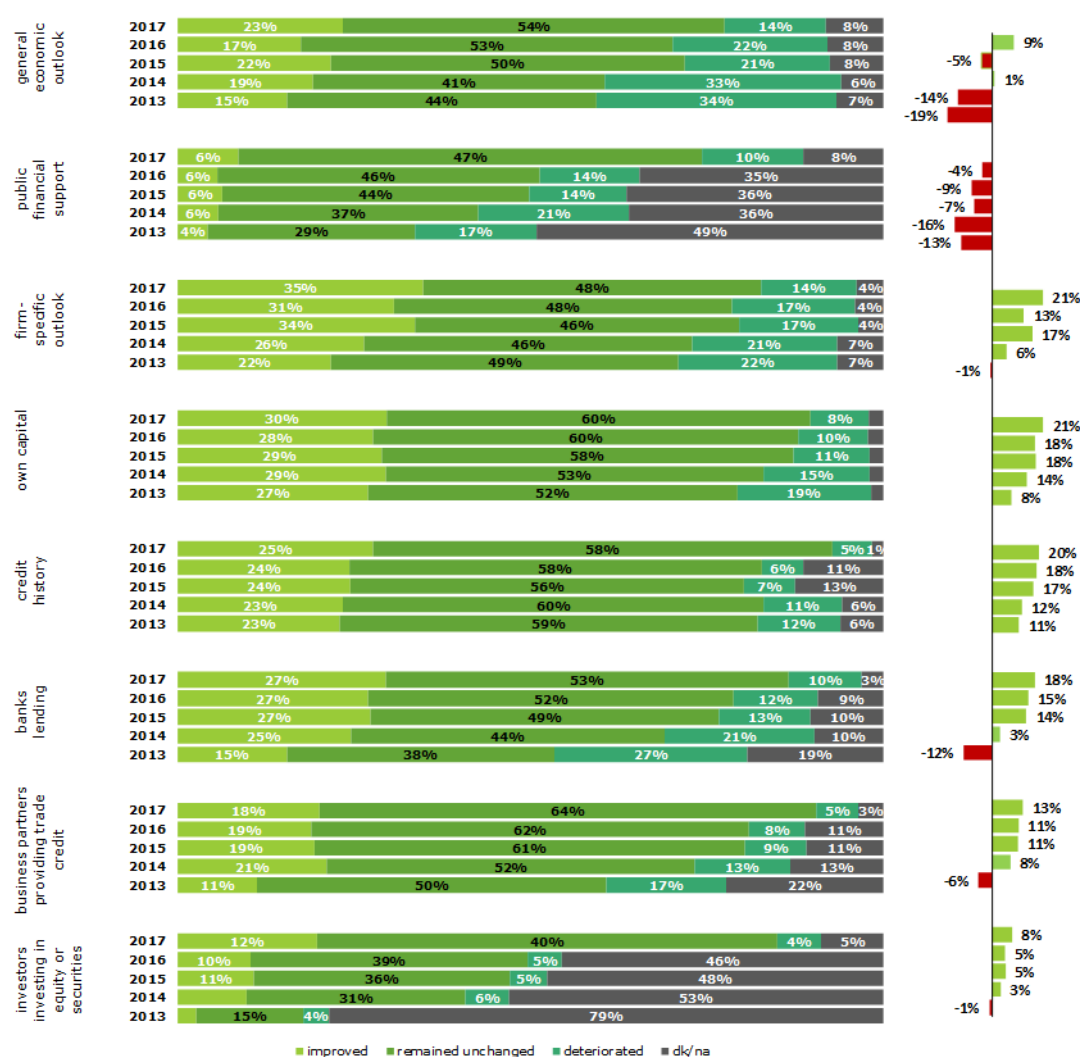 general
economic
outlook
2017 23% 54% 14% 8% 9%
2016 17% 53% 22% 8% -5%
2015 22% 50% 21% 8% 1%
2014 19% 41% 33% 6% -14%
2013 15% 44% 34% 7% -19%
public
financial
support
2017 6% 47% 10% 8% -4%
2016 6% 46% 14% 35% -9%
2015 6% 44% 14% 36% -7%
2014 6% 37% 21% 36% -16%
2013 4% 29% 17% 49% -13%
firm-
specific
outlook
2017 35% 48% 14% 4% 21%
2016 31% 48% 17% 4% 13%
2015 34% 46% 17% 4% 17%
2014 26% 46% 21% 7% 6%
2013 22% 49% 22% 7% -1%
own capital
2017 30% 60% 8% 21%
2016 28% 60% 10% 18%
2015 29% 58% 11% 18%
2014 29% 53% 15% 14%
2013 27% 52% 19% 8%
credit
history
2017 25% 58% 5% 1% 20%
2016 24% 58% 6% 11% 18%
2015 24% 56% 7% 13% 17%
2014 23% 60% 11% 6% 12%
2013 23% 59% 12% 6% 11%
banks
lending
2017 27% 53% 10% 3% 18%
2016 27% 52% 12% 9% 15%
2015 27% 49% 13% 10% 14%
2014 25% 44% 21% 10% 3%
2013 15% 38% 27% 19% -12%
business partners
providing trade
credit
2017 18% 64% 5% 3% 13%
2016 19% 62% 8% 11% 11%
2015 19% 61% 9% 11% 11%
2014 21% 52% 13% 13% 8%
2013 11% 50% 17% 22% -6%
investors
investing in
equity or
securities
2017 12% 40% 4% 5% 8%
2016 10% 39% 5% 46% 5%
2015 11% 36% 5% 48% 5%
2014 31% 6% 53% 3%
2013 15% 4% 79% -1%
improved remained unchanged deteriorated dk/na